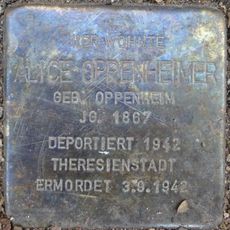 HIER WOHNTE
ALICE OPPENHEIMER
GEB. OPPENHEIM
JG. 1867
DEPORTIERT 1942
THERESIENSTADT
ERMORDET 3.9.1942